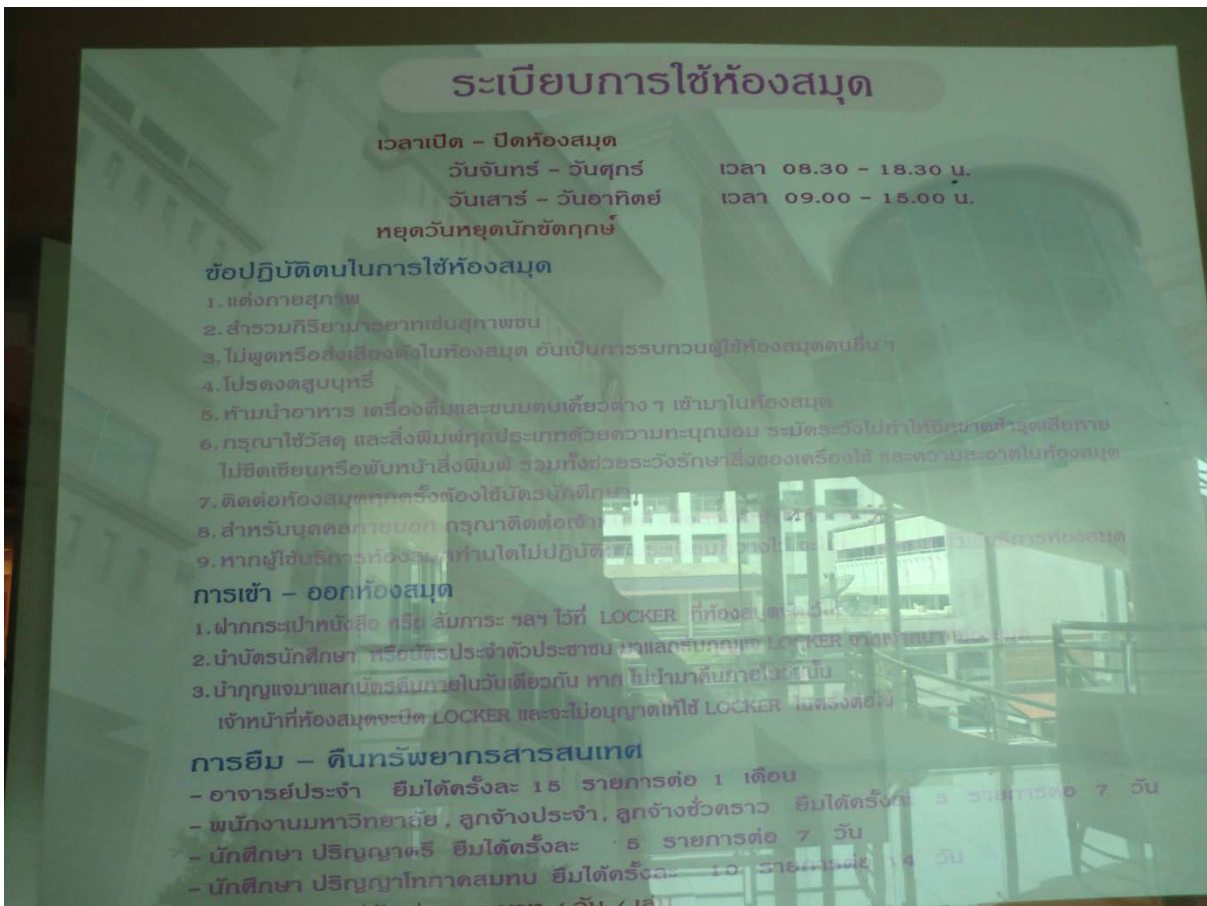 ระเบียบการใช้ห้องสมุด
เวลาเปิด – ปิดห้องสมุด
วันจันทร์ – วันศุกร์ เวลา 08.30 – 18.30 น.
วันเสาร์ – วันอาทิตย์ เวลา 09.00 – 15.00 น.
หยุดวันหยุดนักขัตฤกษ์
ข้อปฏิบัติตนในการใช้ห้องสมุด
1. แต่งกายสุภาพ
2. สำรวมกิริยามารยาทเช่นสุภาพชน
3. ไม่พูดหรือส่งเสียงดังในห้องสมุด อันเป็นการรบกวนผู้ใช้ห้องสมุดคนอื่น ๆ
4. โปรดงดสูบบุหรี่
5. ห้ามนำอาหาร เครื่องดื่มและขนมคบเคี้ยวต่าง ๆ เข้ามาในห้องสมุด
6. กรุณาใช้วัสดุ และสิ่งพิมพ์ทุกประเภทด้วยความทะนุถนอม ระมัดระวังไม่ทำให้ฉีกขาดชำรุดเสียหาย
ไม่ขีดเขียนหรือพับหน้าสิ่งพิมพ์ รวมทั้งช่วยระวังรักษาสิ่งของเครื่องใช้ และความสะอาดในห้องสมุด
7. ติดต่อห้องสมุดทุกครั้งต้องใช้บัตรนักศึกษา
8. สำหรับบุคคลภายนอก กรุณาติดต่อเจ้า
9. หากผู้ใช้บริการห้องสมุดท่านใดไม่ปฏิบัติ บริการห้องสมุด
การเข้า – ออกห้องสมุด
1. ฝากกระเป๋าหนังสือ หรือ สัมภาระ ฯลฯ ไว้ที่ LOCKER ที่ห้องสมุด
2. นำบัตรนักศึกษา หรือบัตรประจำตัวประชาชน มาแลกรับกุญแจ LOCKER จากเจ้าหน้าที่
3. นำกุญแจมาแลกบัตรคืนภายในวันเดียวกัน หาก ไม่นำมาคืนภายในวันนั้น
เจ้าหน้าที่ห้องสมุดจะปิด LOCKER และจะไม่อนุญาตให้ใช้ LOCKER ในครั้งต่อไป
การยืม – คืนทรัพยากรสารสนเทศ
– อาจารย์ประจำ ยืมได้ครั้งละ 15 รายการต่อ 1 เดือน
– พนักงานมหาวิทยาลัย , ลูกจ้างประจำ , ลูกจ้างชั่วคราว ยืมได้ครั้งละ 5 รายการต่อ 7 วัน
– นักศึกษา ปริญญาตรี ยืมได้ครั้งละ 5 รายการต่อ 7 วัน
– นักศึกษา ปริญญาโทภาคสมทบ ยืมได้ครั้งละ 10 รายการต่อ 14 วัน